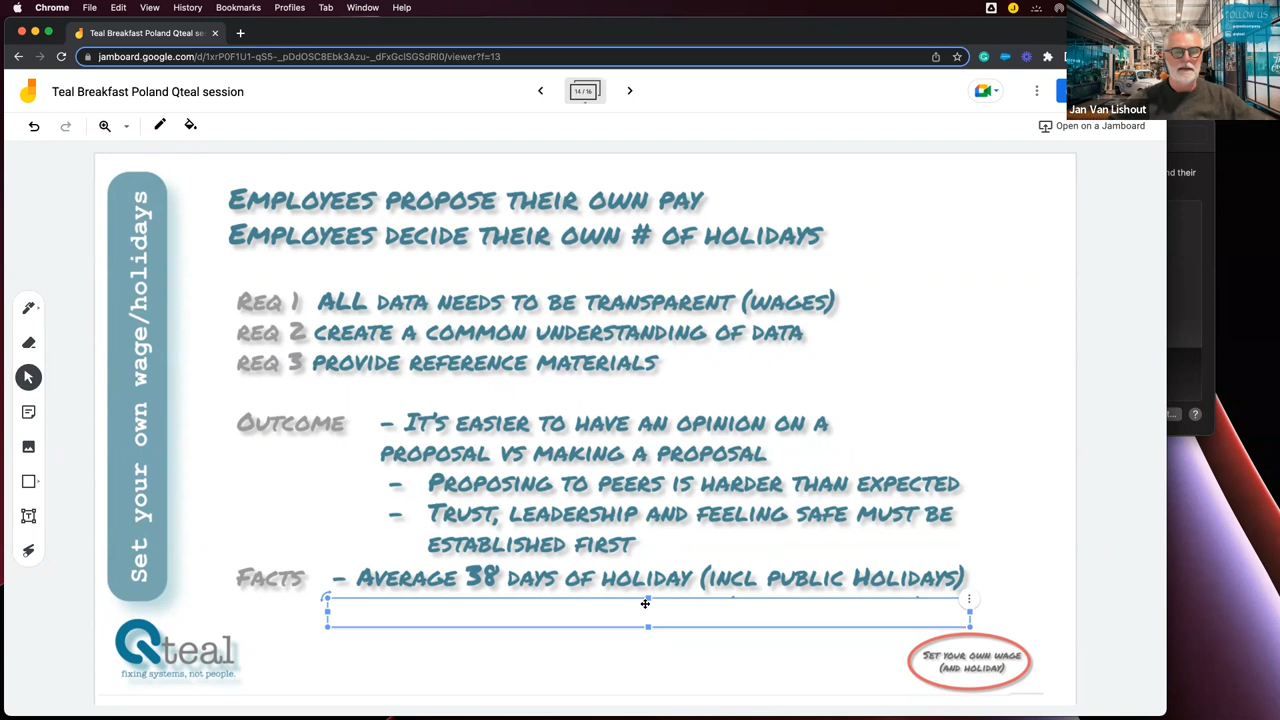 Chrome File Edit View History Bookmarks Profiles Tab Window Help
Teal Breakfast Poland Qteal ses
jamboard.google.com/d/1xrP0F1U1-qS5-_pDdOSC8Ebk3Azu-_dFxGclSGSdRI0/viewer?f=13
FOLLOW US
Jan Van Lishout
Teal Breakfast Poland Qteal session
14 / 16
Open on a Jamboard
nd their
Set your own wage/holidays
Employees propose their own pay
Employees decide their own # of holidays
Req 1 ALL data needs to be transparent (wages)
req 2 create a common understanding of data
req 3 provide reference materials
Outcome – It's easier to have an opinion on a
proposal vs making a proposal
– Proposing to peers is harder than expected
– Trust, leadership and feeling safe must be
established first
Facts – Average 38 days of holiday (incl public Holidays)
Qteal
fixing systems, not people.
Set your own wage
(and holiday)